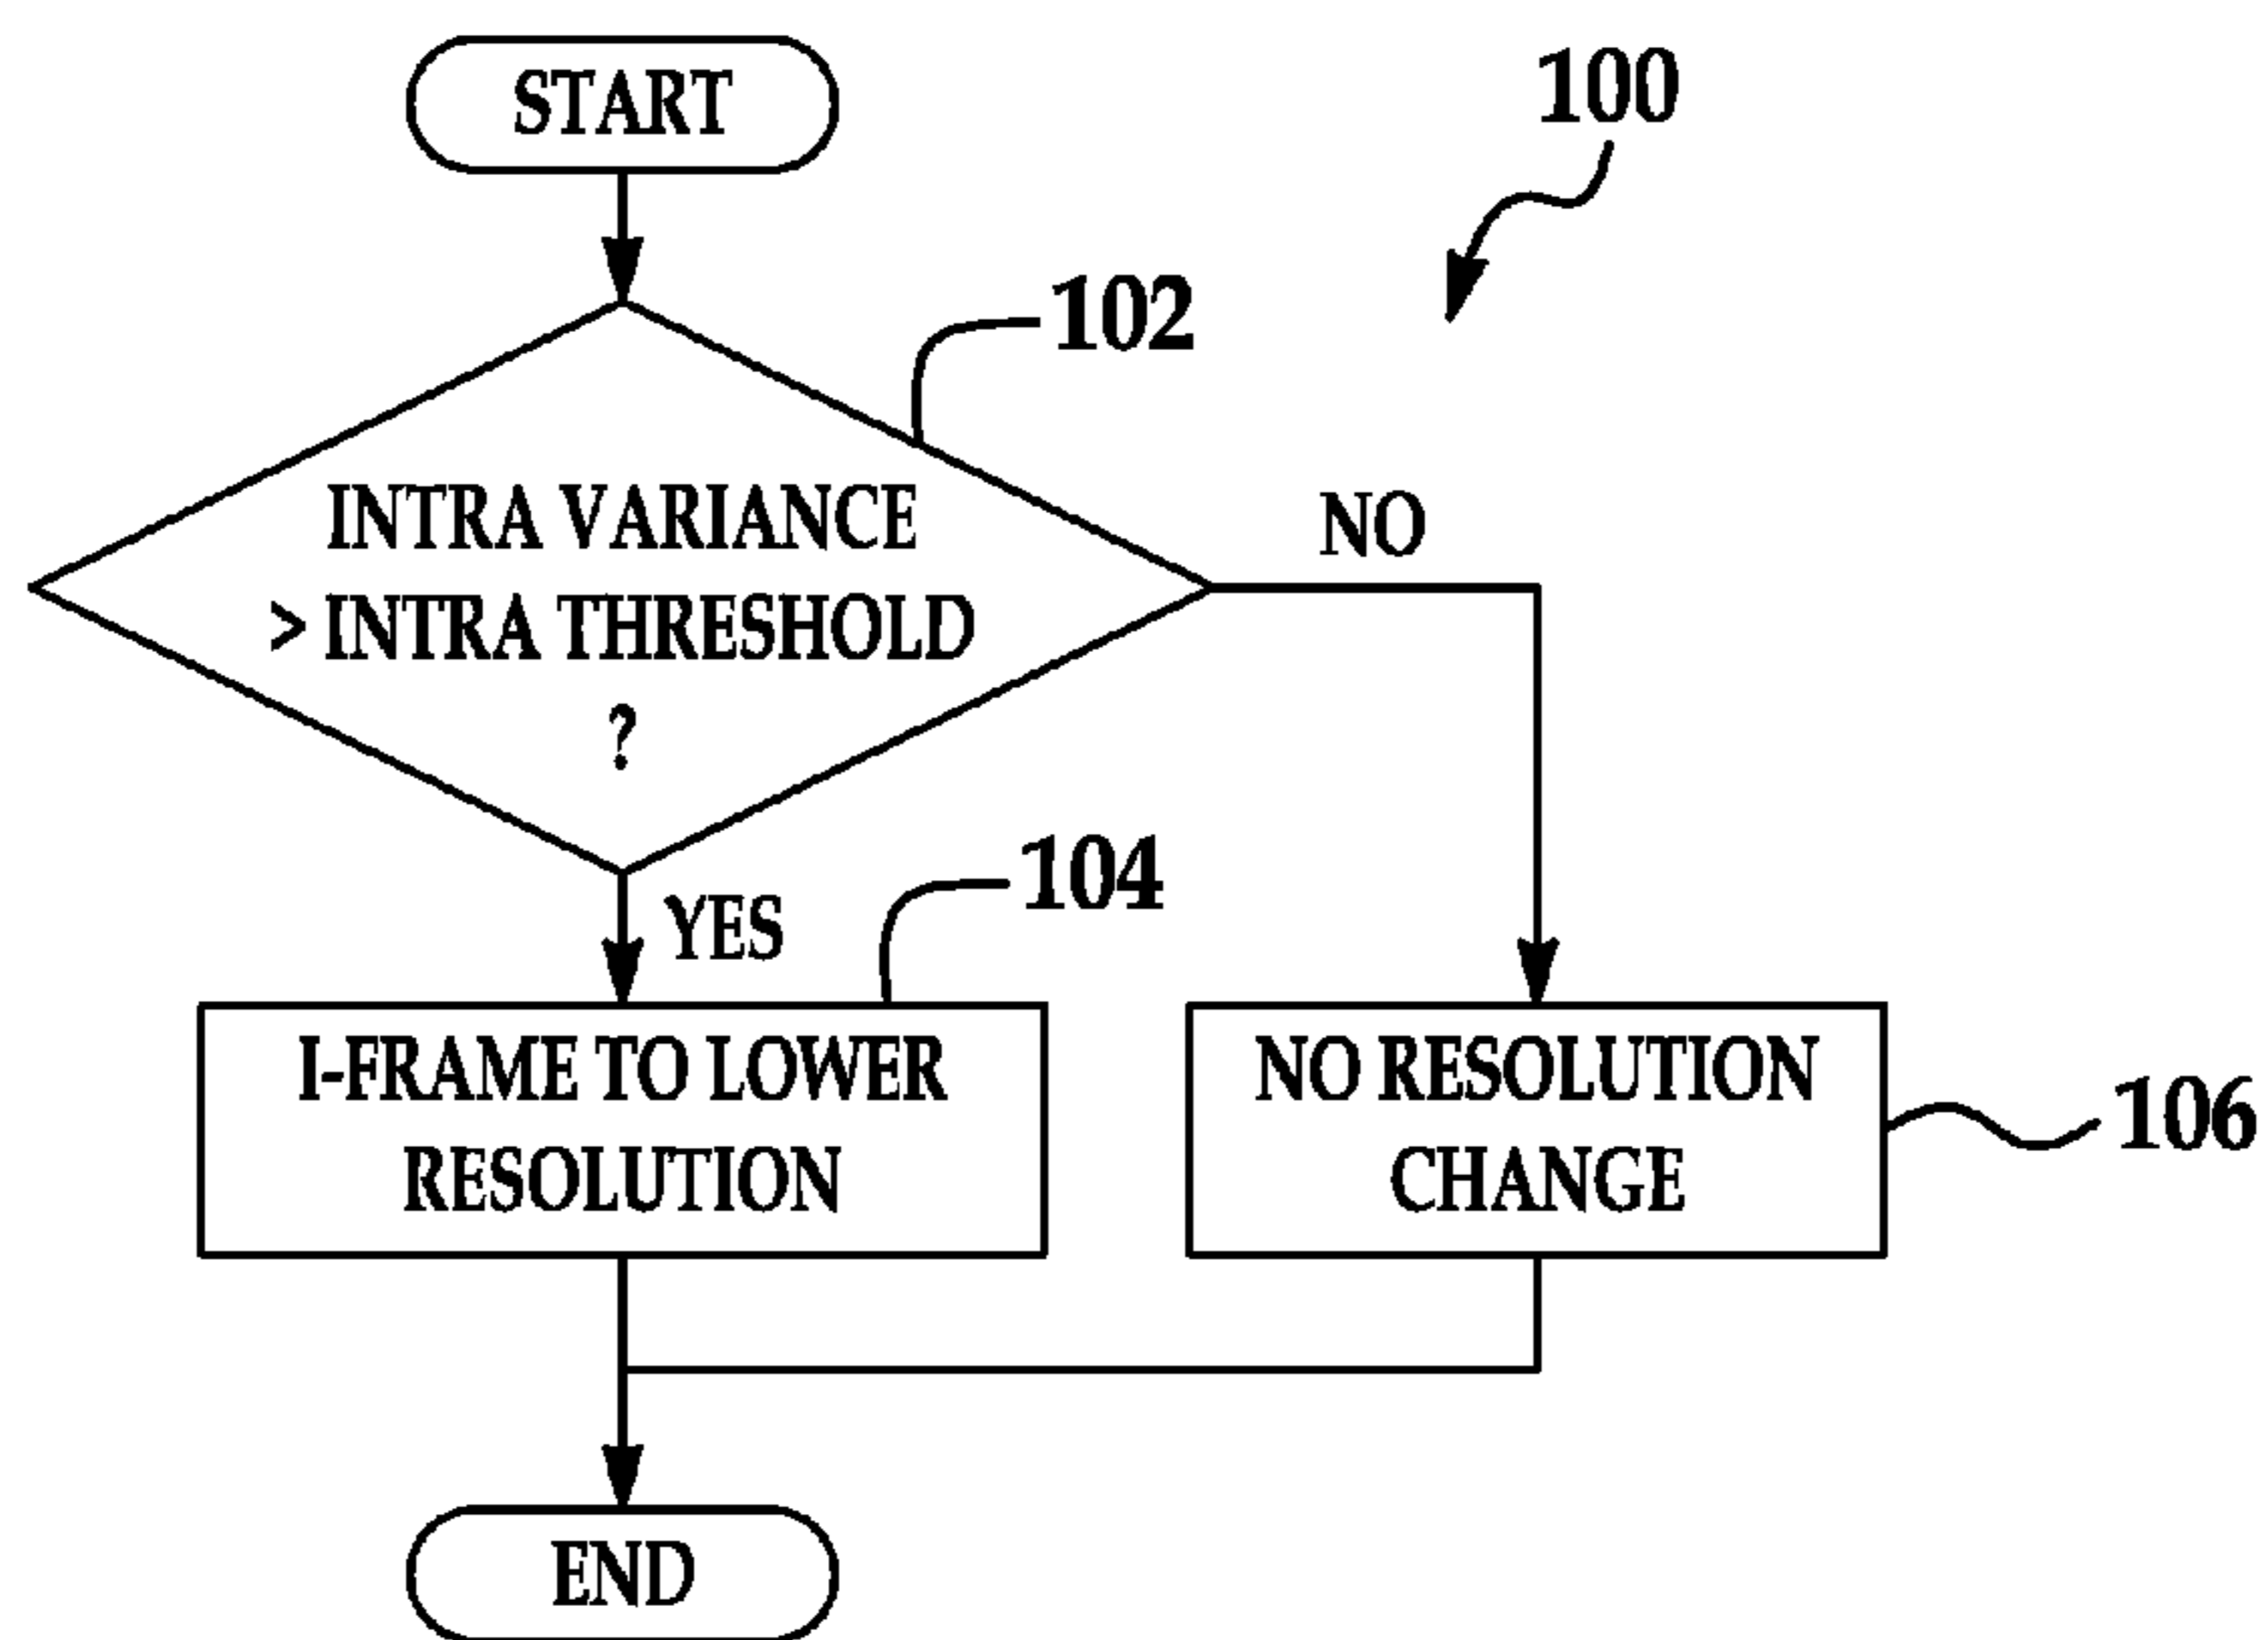 START
100
102
INTRA VARIANCE
> INTRA THRESHOLD
?
NO
YES
104
I-FRAME TO LOWER
RESOLUTION
NO RESOLUTION
CHANGE
106
END